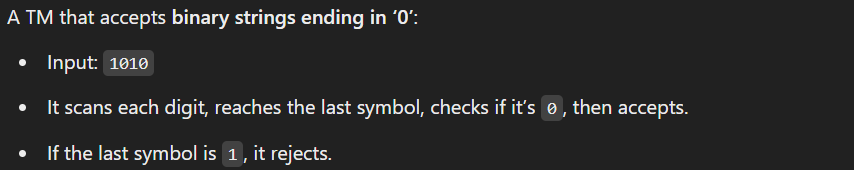 A TM that accepts binary strings ending in ‘0’:
• Input: 1010
• It scans each digit, reaches the last symbol, checks if it’s 0, then accepts.
• If the last symbol is 1, it rejects.